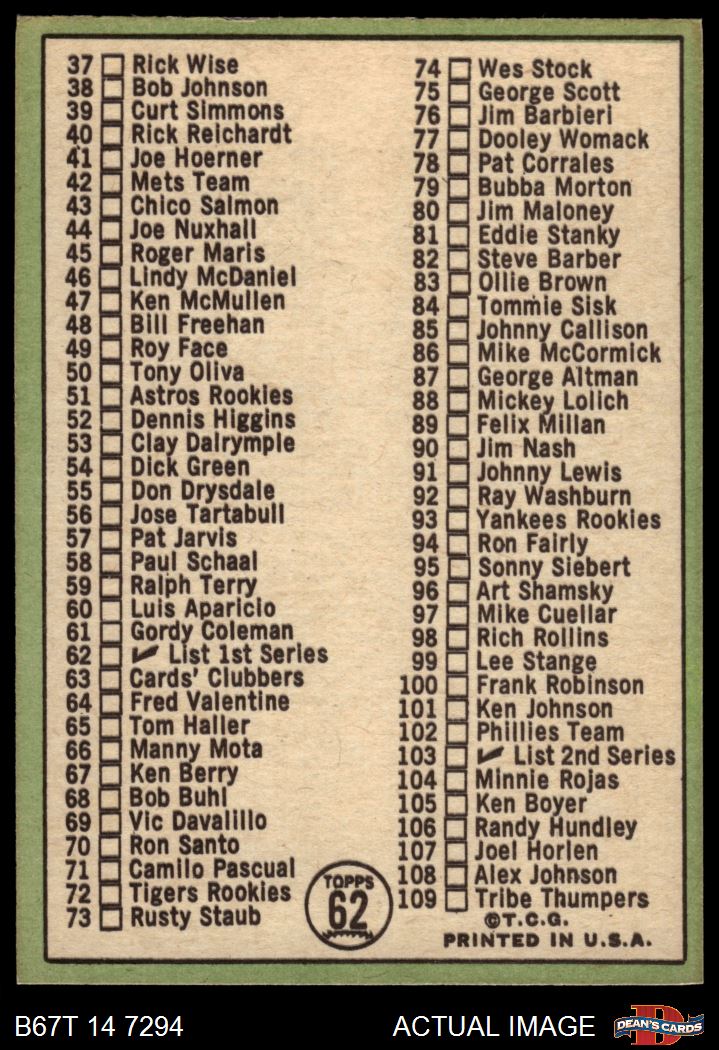 37 Rick Wise
38 Bob Johnson
39 Curt Simmons
40 Rick Reichardt
41 Joe Hoerner
42 Mets Team
43 Chico Salmon
44 Joe Nuxhall
45 Roger Maris
46 Lindy McDaniel
47 Ken McMullen
48 Bill Freehan
49 Roy Face
50 Tony Oliva
51 Astros Rookies
52 Dennis Higgins
53 Clay Dalrymple
54 Dick Green
55 Don Drysdale
56 Jose Tartabull
57 Pat Jarvis
58 Paul Schaal
59 Ralph Terry
60 Luis Aparicio
61 Gordy Coleman
62 ✔ List 1st Series
63 Cards' Clubbers
64 Fred Valentine
65 Tom Haller
66 Manny Mota
67 Ken Berry
68 Bob Buhl
69 Vic Davalillo
70 Ron Santo
71 Camilo Pascual
72 Tigers Rookies
73 Rusty Staub
74 Wes Stock
75 George Scott
76 Jim Barbieri
77 Dooley Womack
78 Pat Corrales
79 Bubba Morton
80 Jim Maloney
81 Eddie Stanky
82 Steve Barber
83 Ollie Brown
84 Tommie Sisk
85 Johnny Callison
86 Mike McCormick
87 George Altman
88 Mickey Lolich
89 Felix Millan
90 Jim Nash
91 Johnny Lewis
92 Ray Washburn
93 Yankees Rookies
94 Ron Fairly
95 Sonny Siebert
96 Art Shamsky
97 Mike Cuellar
98 Rich Rollins
99 Lee Stange
100 Frank Robinson
101 Ken Johnson
102 Phillies Team
103 ✔ List 2nd Series
104 Minnie Rojas
105 Ken Boyer
106 Randy Hundley
107 Joel Horlen
108 Alex Johnson
109 Tribe Thumpers
TOPPS
62
©T.C.G.
PRINTED IN U.S.A.
B67T 14 7294
ACTUAL IMAGE
D
DEAN'S CARDS